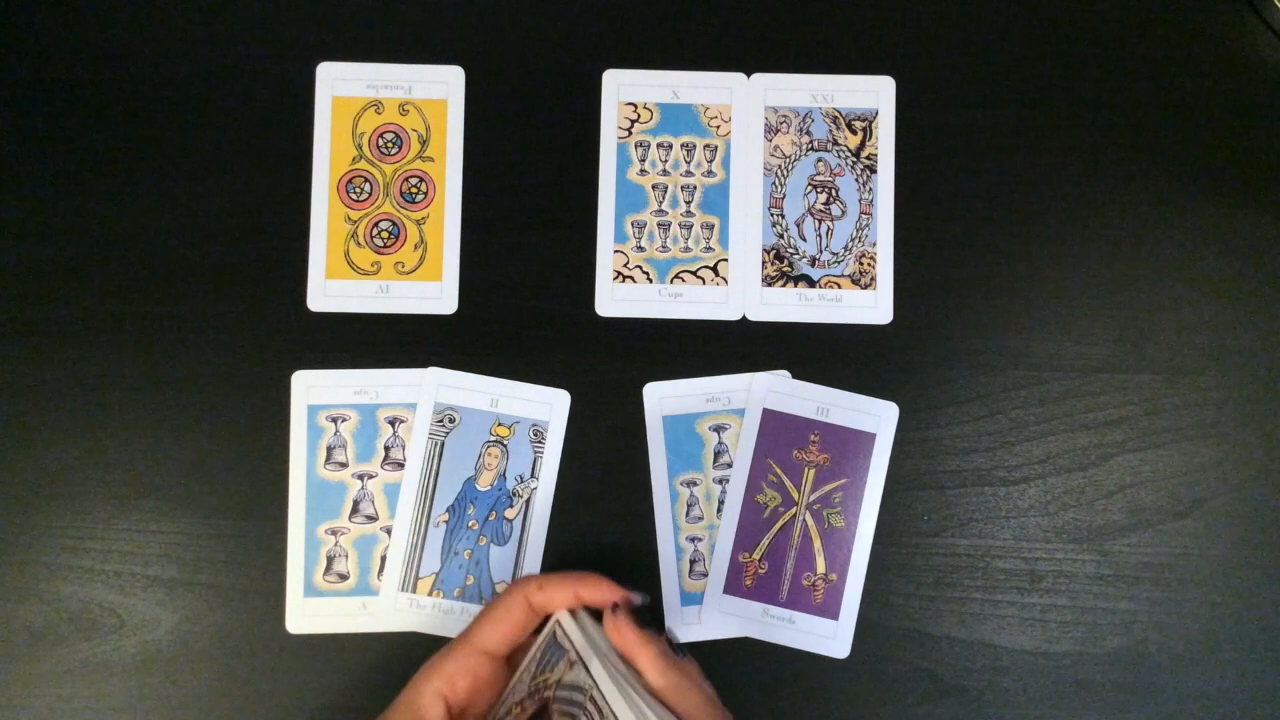 Pentacles
IV
X
Cups
XXI
The World
Cups
V
II
The High
Cups
III
Swords